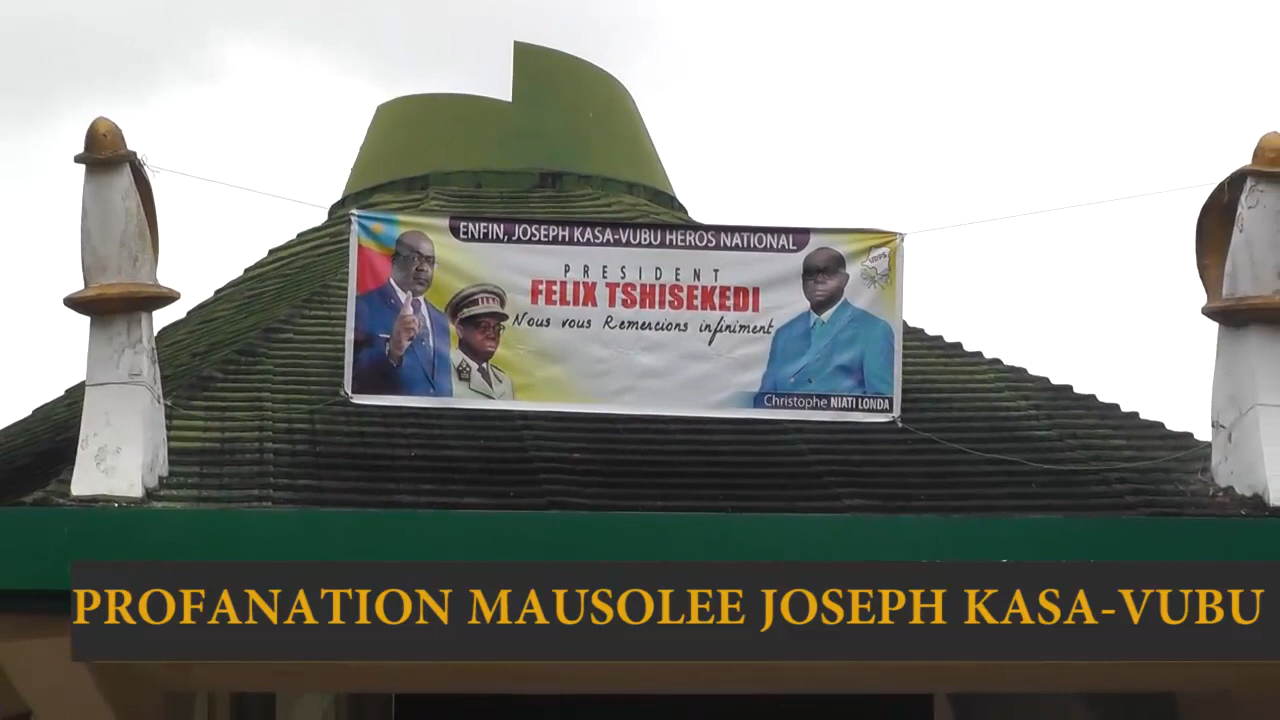 ENFIN, JOSEPH KASA-VUBU HEROS NATIONAL
PRESIDENT
FELIX TSHISEKEDI
Nous vous Remercions infiniment
UDPS
Christophe NIATI LONDA
PROFANATION MAUSOLEE JOSEPH KASA-VUBU